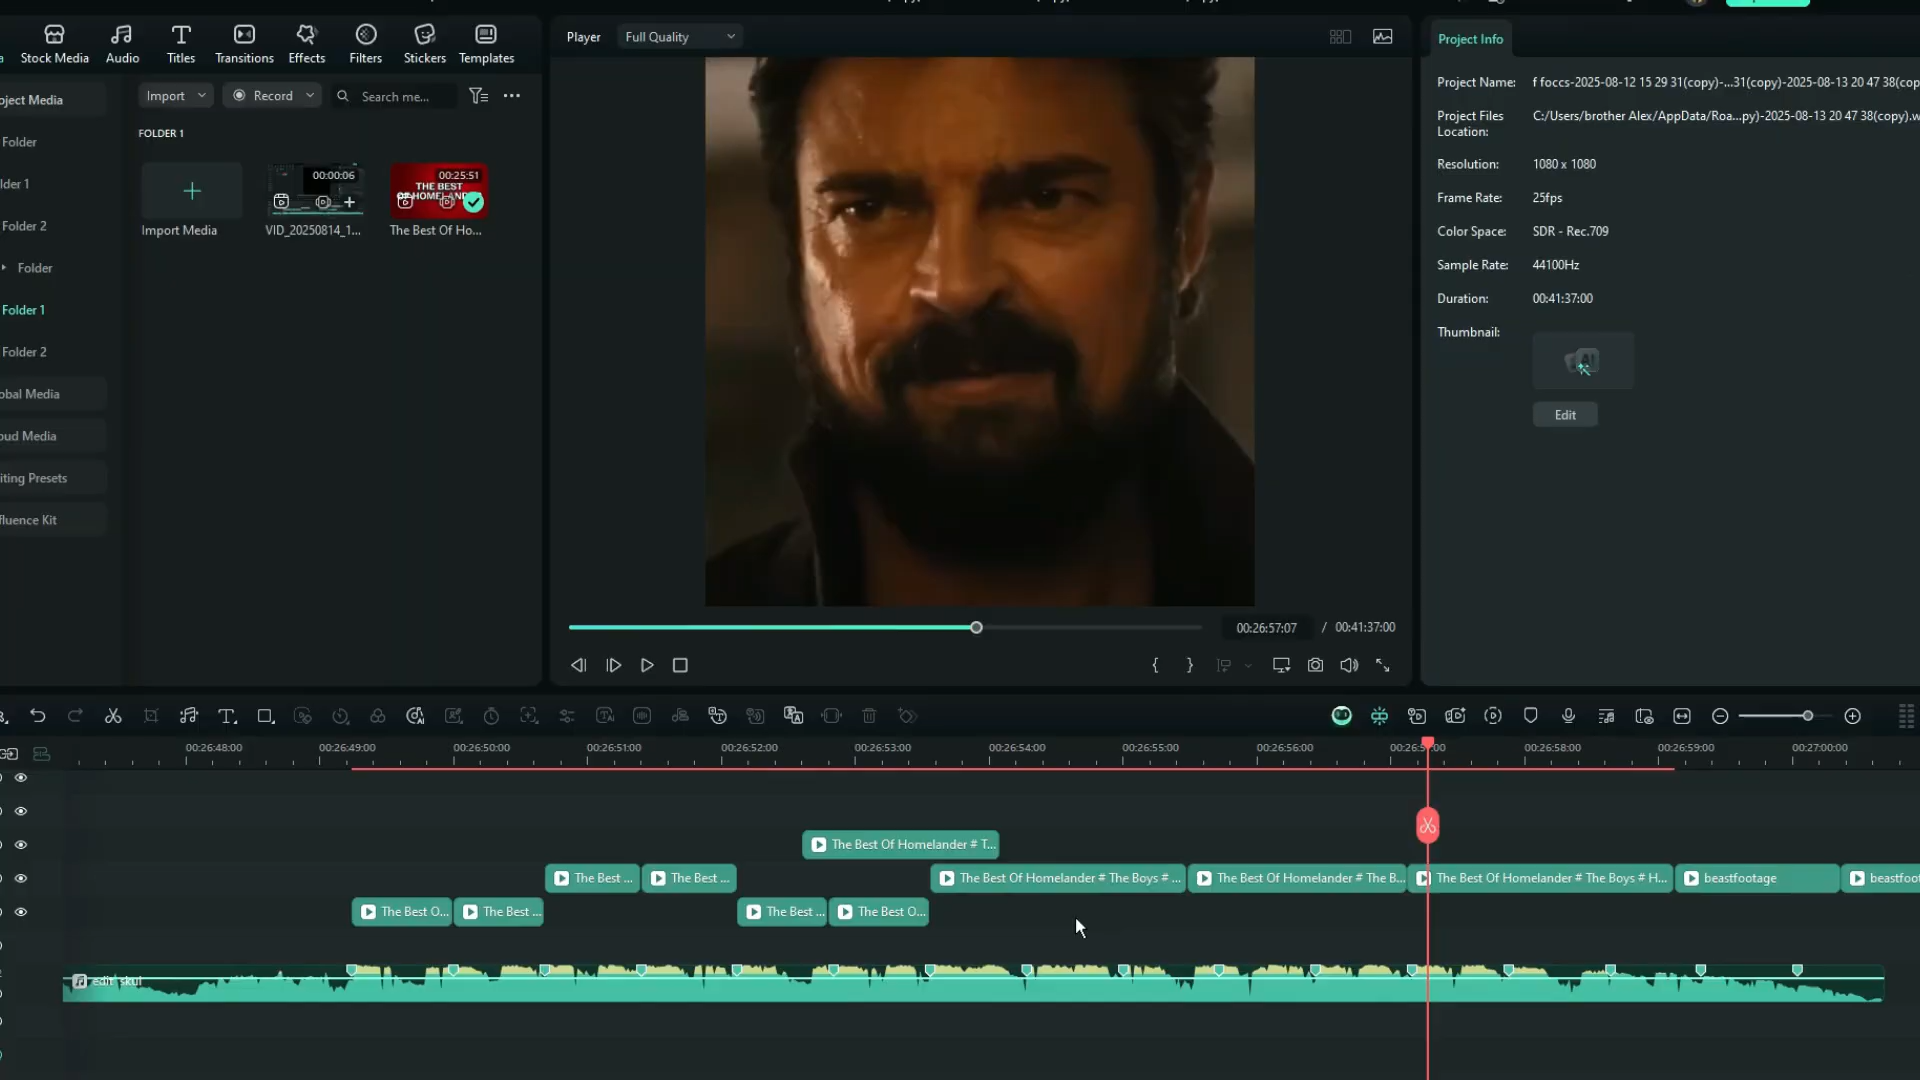 Stock Media
Audio
Titles
Transitions
Effects
Filters
Stickers
Templates
Player
Full Quality
Project Info
oject Media
Import
Record
Search me...
FOLDER 1
Folder
lder 1
Folder 2
Folder
Folder 1
Folder 2
obal Media
oud Media
iting Presets
fluence Kit
00:00:06
00:25:51
THE BEST
OF HOMELANDER
Import Media
VID_20250814_1...
The Best Of Ho...
Project Name:
f foccs-2025-08-12 15 29 31(copy)-...31(copy)-2025-08-13 20 47 38(cop
Project Files
Location:
C:/Users/brother Alex/AppData/Roa...py)-2025-08-13 20 47 38(copy).w
Resolution:
1080 x 1080
Frame Rate:
25fps
Color Space:
SDR - Rec.709
Sample Rate:
44100Hz
Duration:
00:41:37:00
Thumbnail:
AI
Edit
00:26:57:07 / 00:41:37:00
00:26:48:00
00:26:49:00
00:26:50:00
00:26:51:00
00:26:52:00
00:26:53:00
00:26:54:00
00:26:55:00
00:26:56:00
00:26:58:00
00:26:59:00
00:27:00:00
The Best Of Homelander # T...
The Best ...
The Best ...
The Best Of Homelander # The Boys # ...
The Best Of Homelander # The B...
The Best Of Homelander # The Boys # H...
beastfootage
beastfoot
The Best O...
The Best ...
The Best ...
The Best O...
edit skul